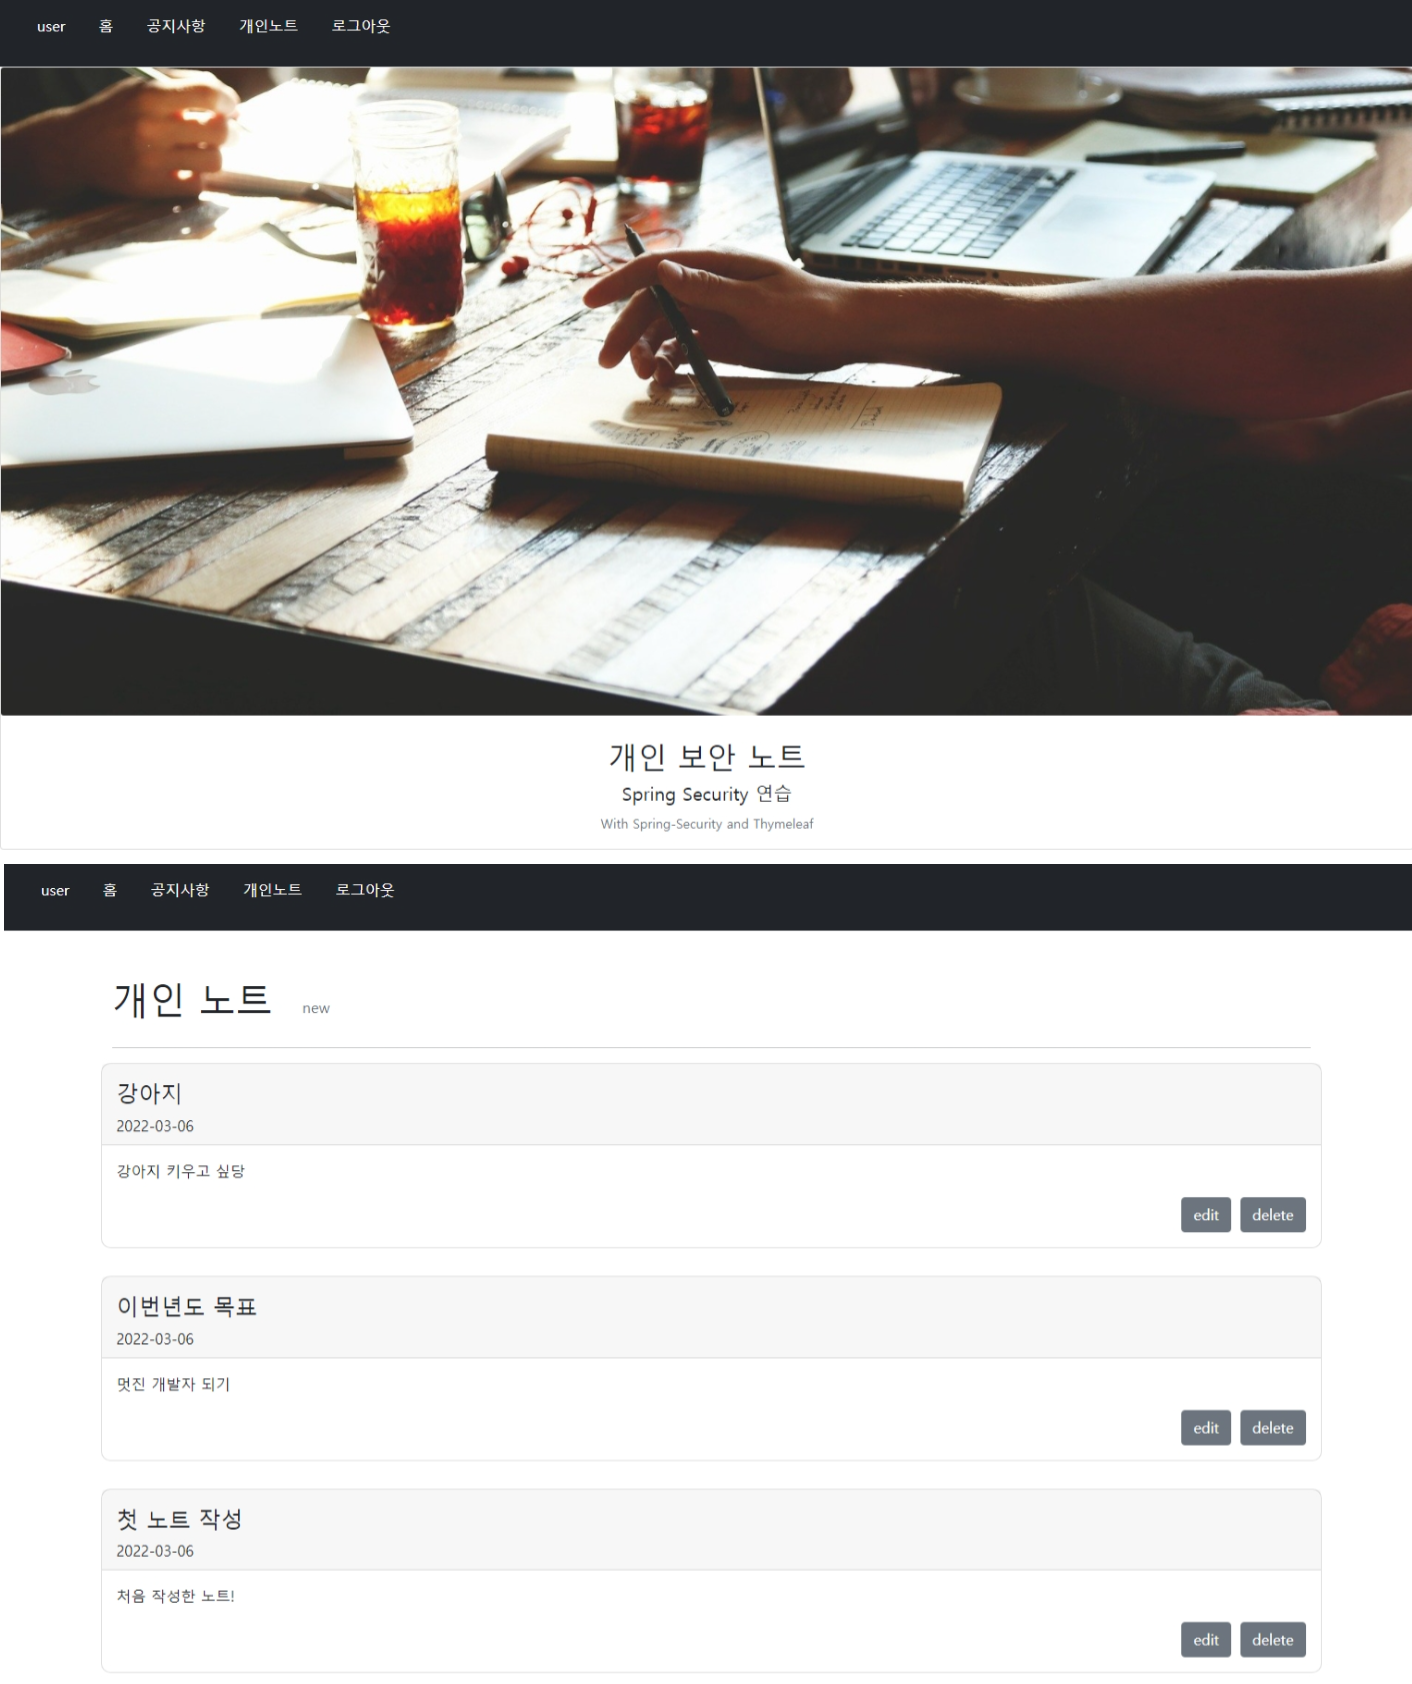 user 홈 공지사항 개인노트 로그아웃
개인 보안 노트
Spring Security 연습
With Spring-Security and Thymeleaf
user 홈 공지사항 개인노트 로그아웃
개인 노트 new
강아지
2022-03-06
강아지 키우고 싶당
edit delete
이번년도 목표
2022-03-06
멋진 개발자 되기
edit delete
첫 노트 작성
2022-03-06
처음 작성한 노트!
edit delete